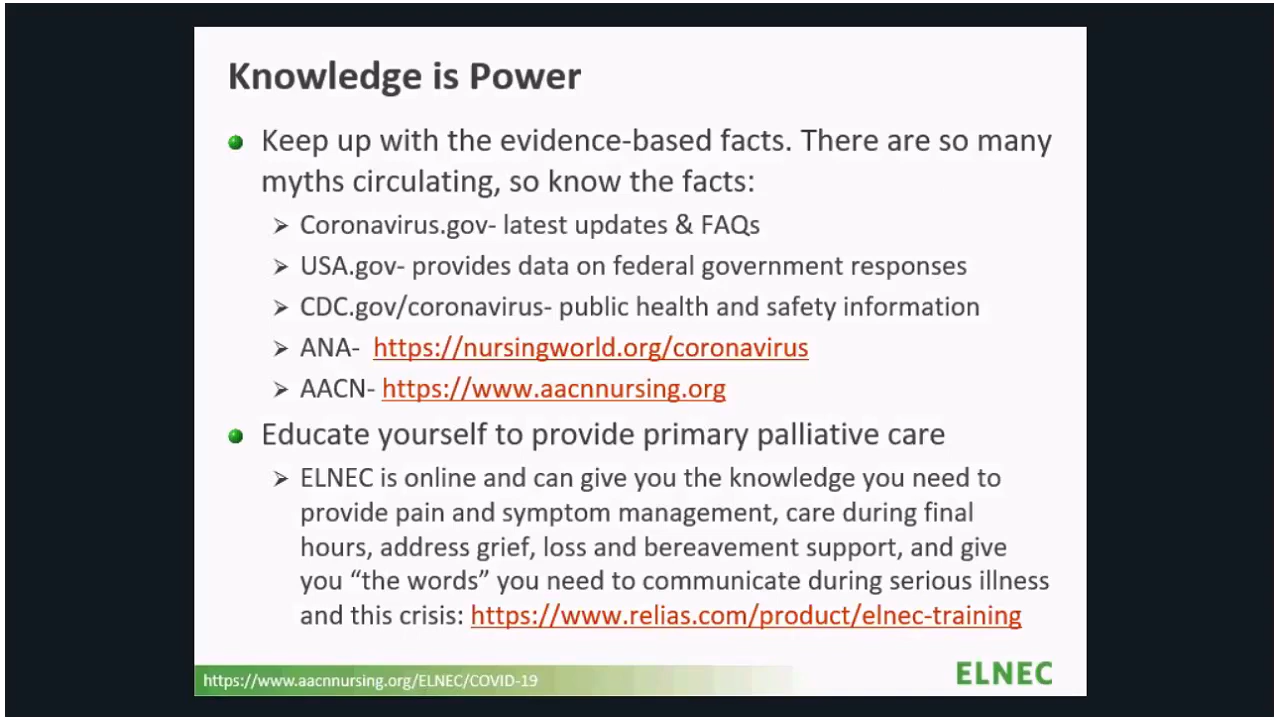 Knowledge is Power
Keep up with the evidence-based facts. There are so many
myths circulating, so know the facts:
Coronavirus.gov- latest updates & FAQs
USA.gov- provides data on federal government responses
CDC.gov/coronavirus- public health and safety information
ANA- https://nursingworld.org/coronavirus
AACN- https://www.aacnnursing.org
Educate yourself to provide primary palliative care
ELNEC is online and can give you the knowledge you need to
provide pain and symptom management, care during final
hours, address grief, loss and bereavement support, and give
you “the words” you need to communicate during serious illness
and this crisis: https://www.relias.com/product/elnec-training
https://www.aacnnursing.org/ELNEC/COVID-19
ELNEC